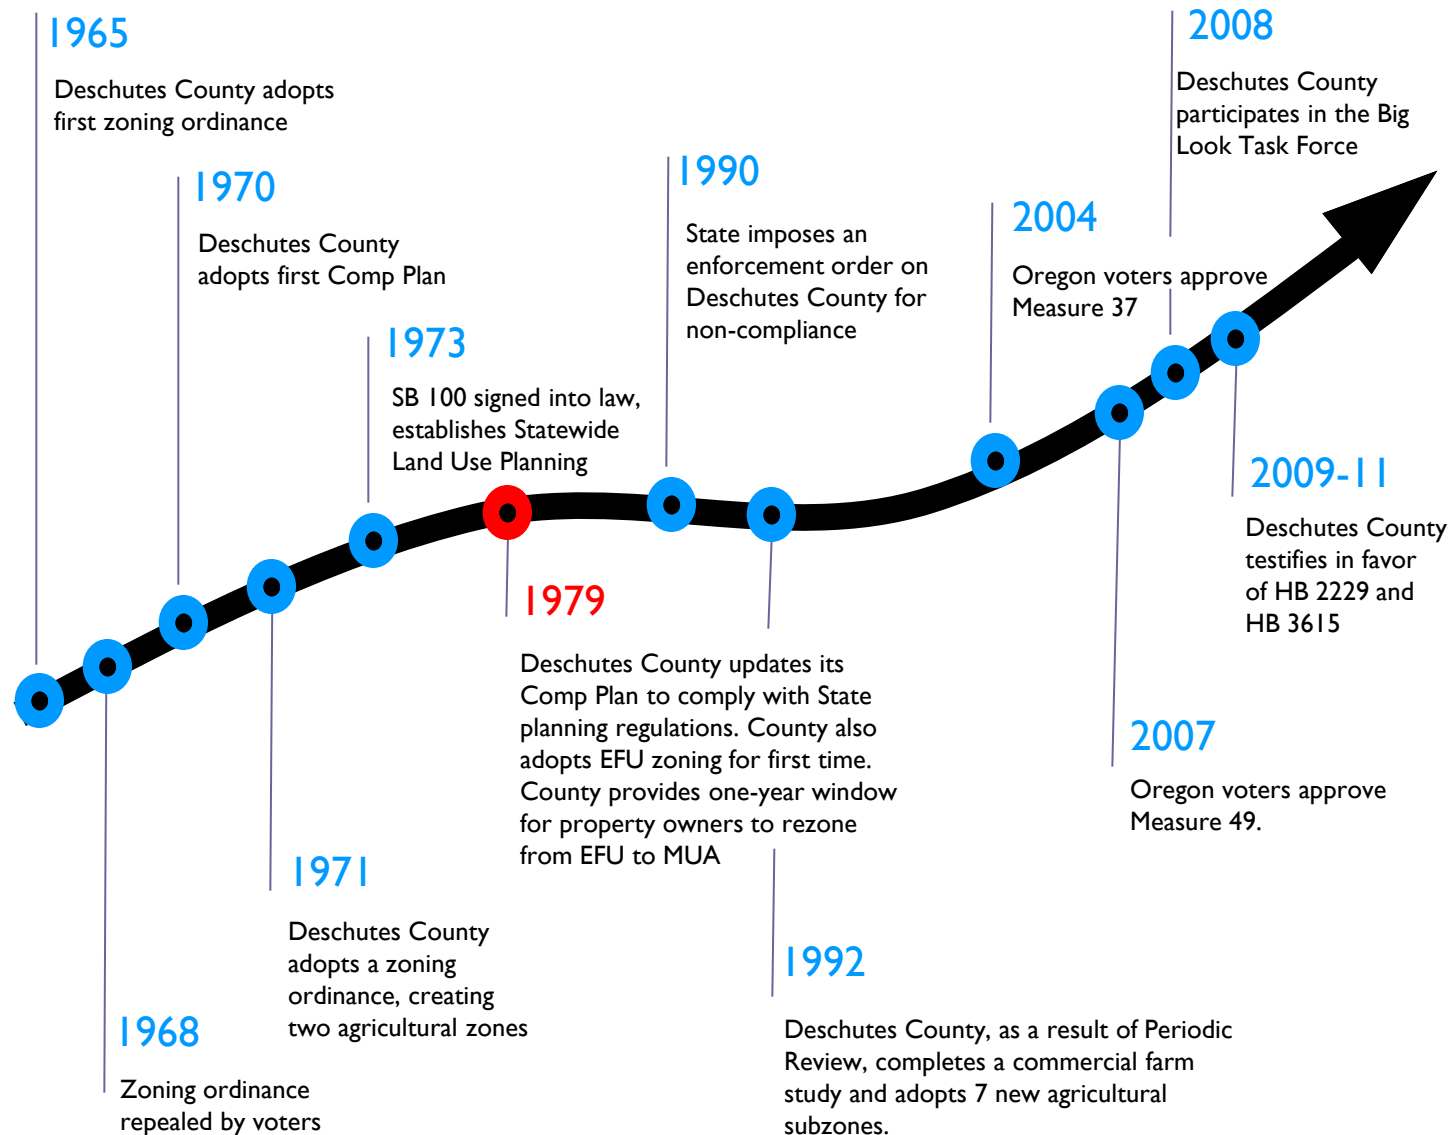 1965
Deschutes County adopts
first zoning ordinance
1968
Zoning ordinance
repealed by voters
1970
Deschutes County
adopts first Comp Plan
1971
Deschutes County
adopts a zoning
ordinance, creating
two agricultural zones
1973
SB 100 signed into law,
establishes Statewide
Land Use Planning
1979
Deschutes County updates its
Comp Plan to comply with State
planning regulations. County also
adopts EFU zoning for first time.
County provides one-year window
for property owners to rezone
from EFU to MUA
1990
State imposes an
enforcement order on
Deschutes County for
non-compliance
1992
Deschutes County, as a result of Periodic
Review, completes a commercial farm
study and adopts 7 new agricultural
subzones.
2004
Oregon voters approve
Measure 37
2007
Oregon voters approve
Measure 49.
2008
Deschutes County
participates in the Big
Look Task Force
2009-11
Deschutes County
testifies in favor
of HB 2229 and
HB 3615